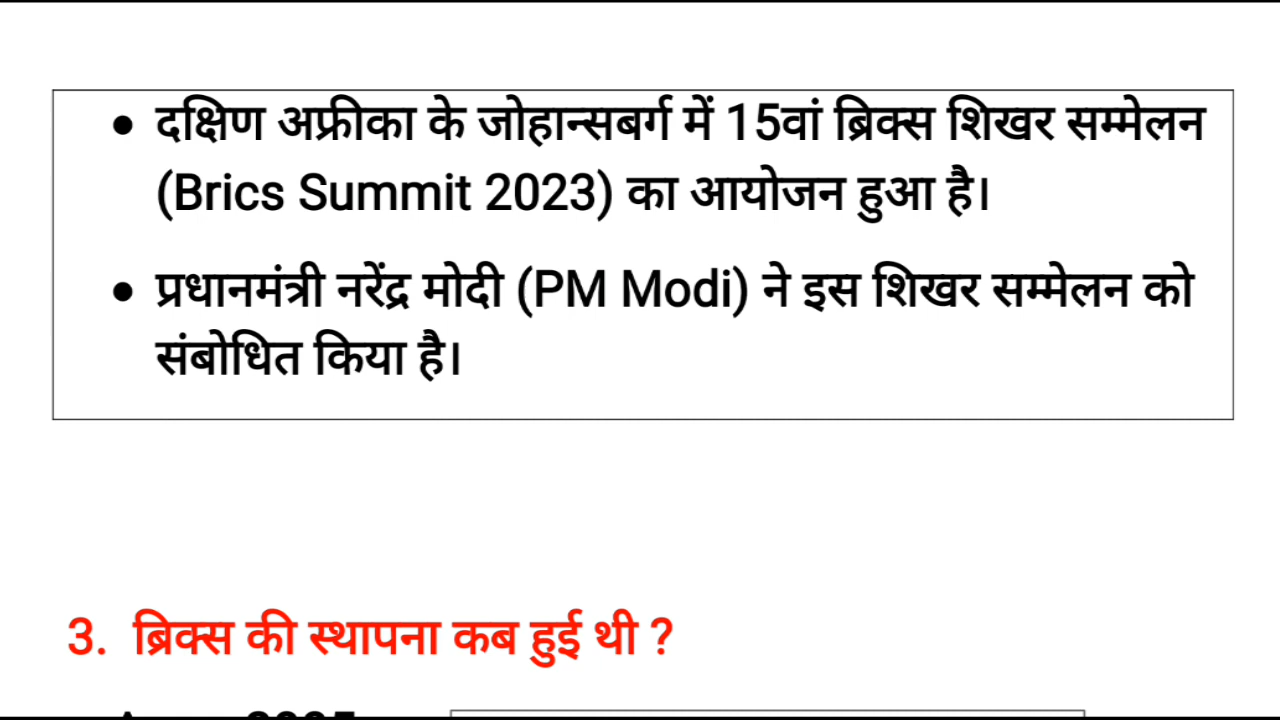 • दक्षिण अफ्रीका के जोहान्सबर्ग में 15वां ब्रिक्स शिखर सम्मेलन
(Brics Summit 2023) का आयोजन हुआ है।
• प्रधानमंत्री नरेंद्र मोदी (PM Modi) ने इस शिखर सम्मेलन को
संबोधित किया है।
3. ब्रिक्स की स्थापना कब हुई थी ?